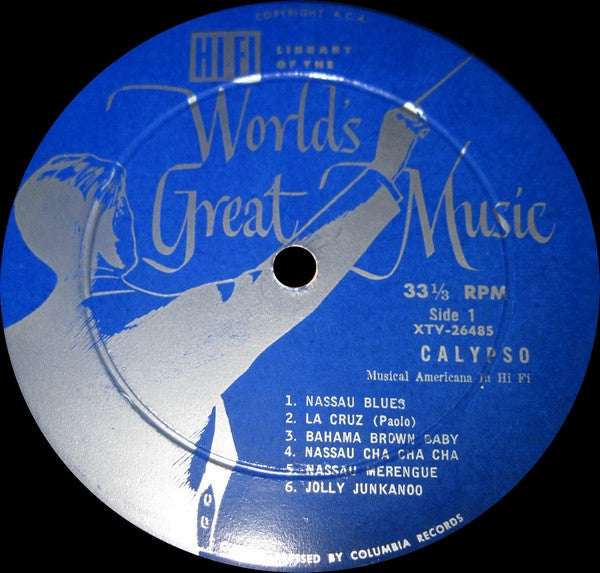 COPYRIGHT A.C.A.
HI FI
LIBRARY
OF THE
World's
Great Music
33 1/3 RPM
Side 1
XTV-26485
CALYPSO
Musical Americana In Hi Fi
1. NASSAU BLUES
2. LA CRUZ (Paolo)
3. BAHAMA BROWN BABY
4. NASSAU CHA CHA CHA
5. NASSAU MERENGUE
6. JOLLY JUNKANOO
BY COLUMBIA RECORDS